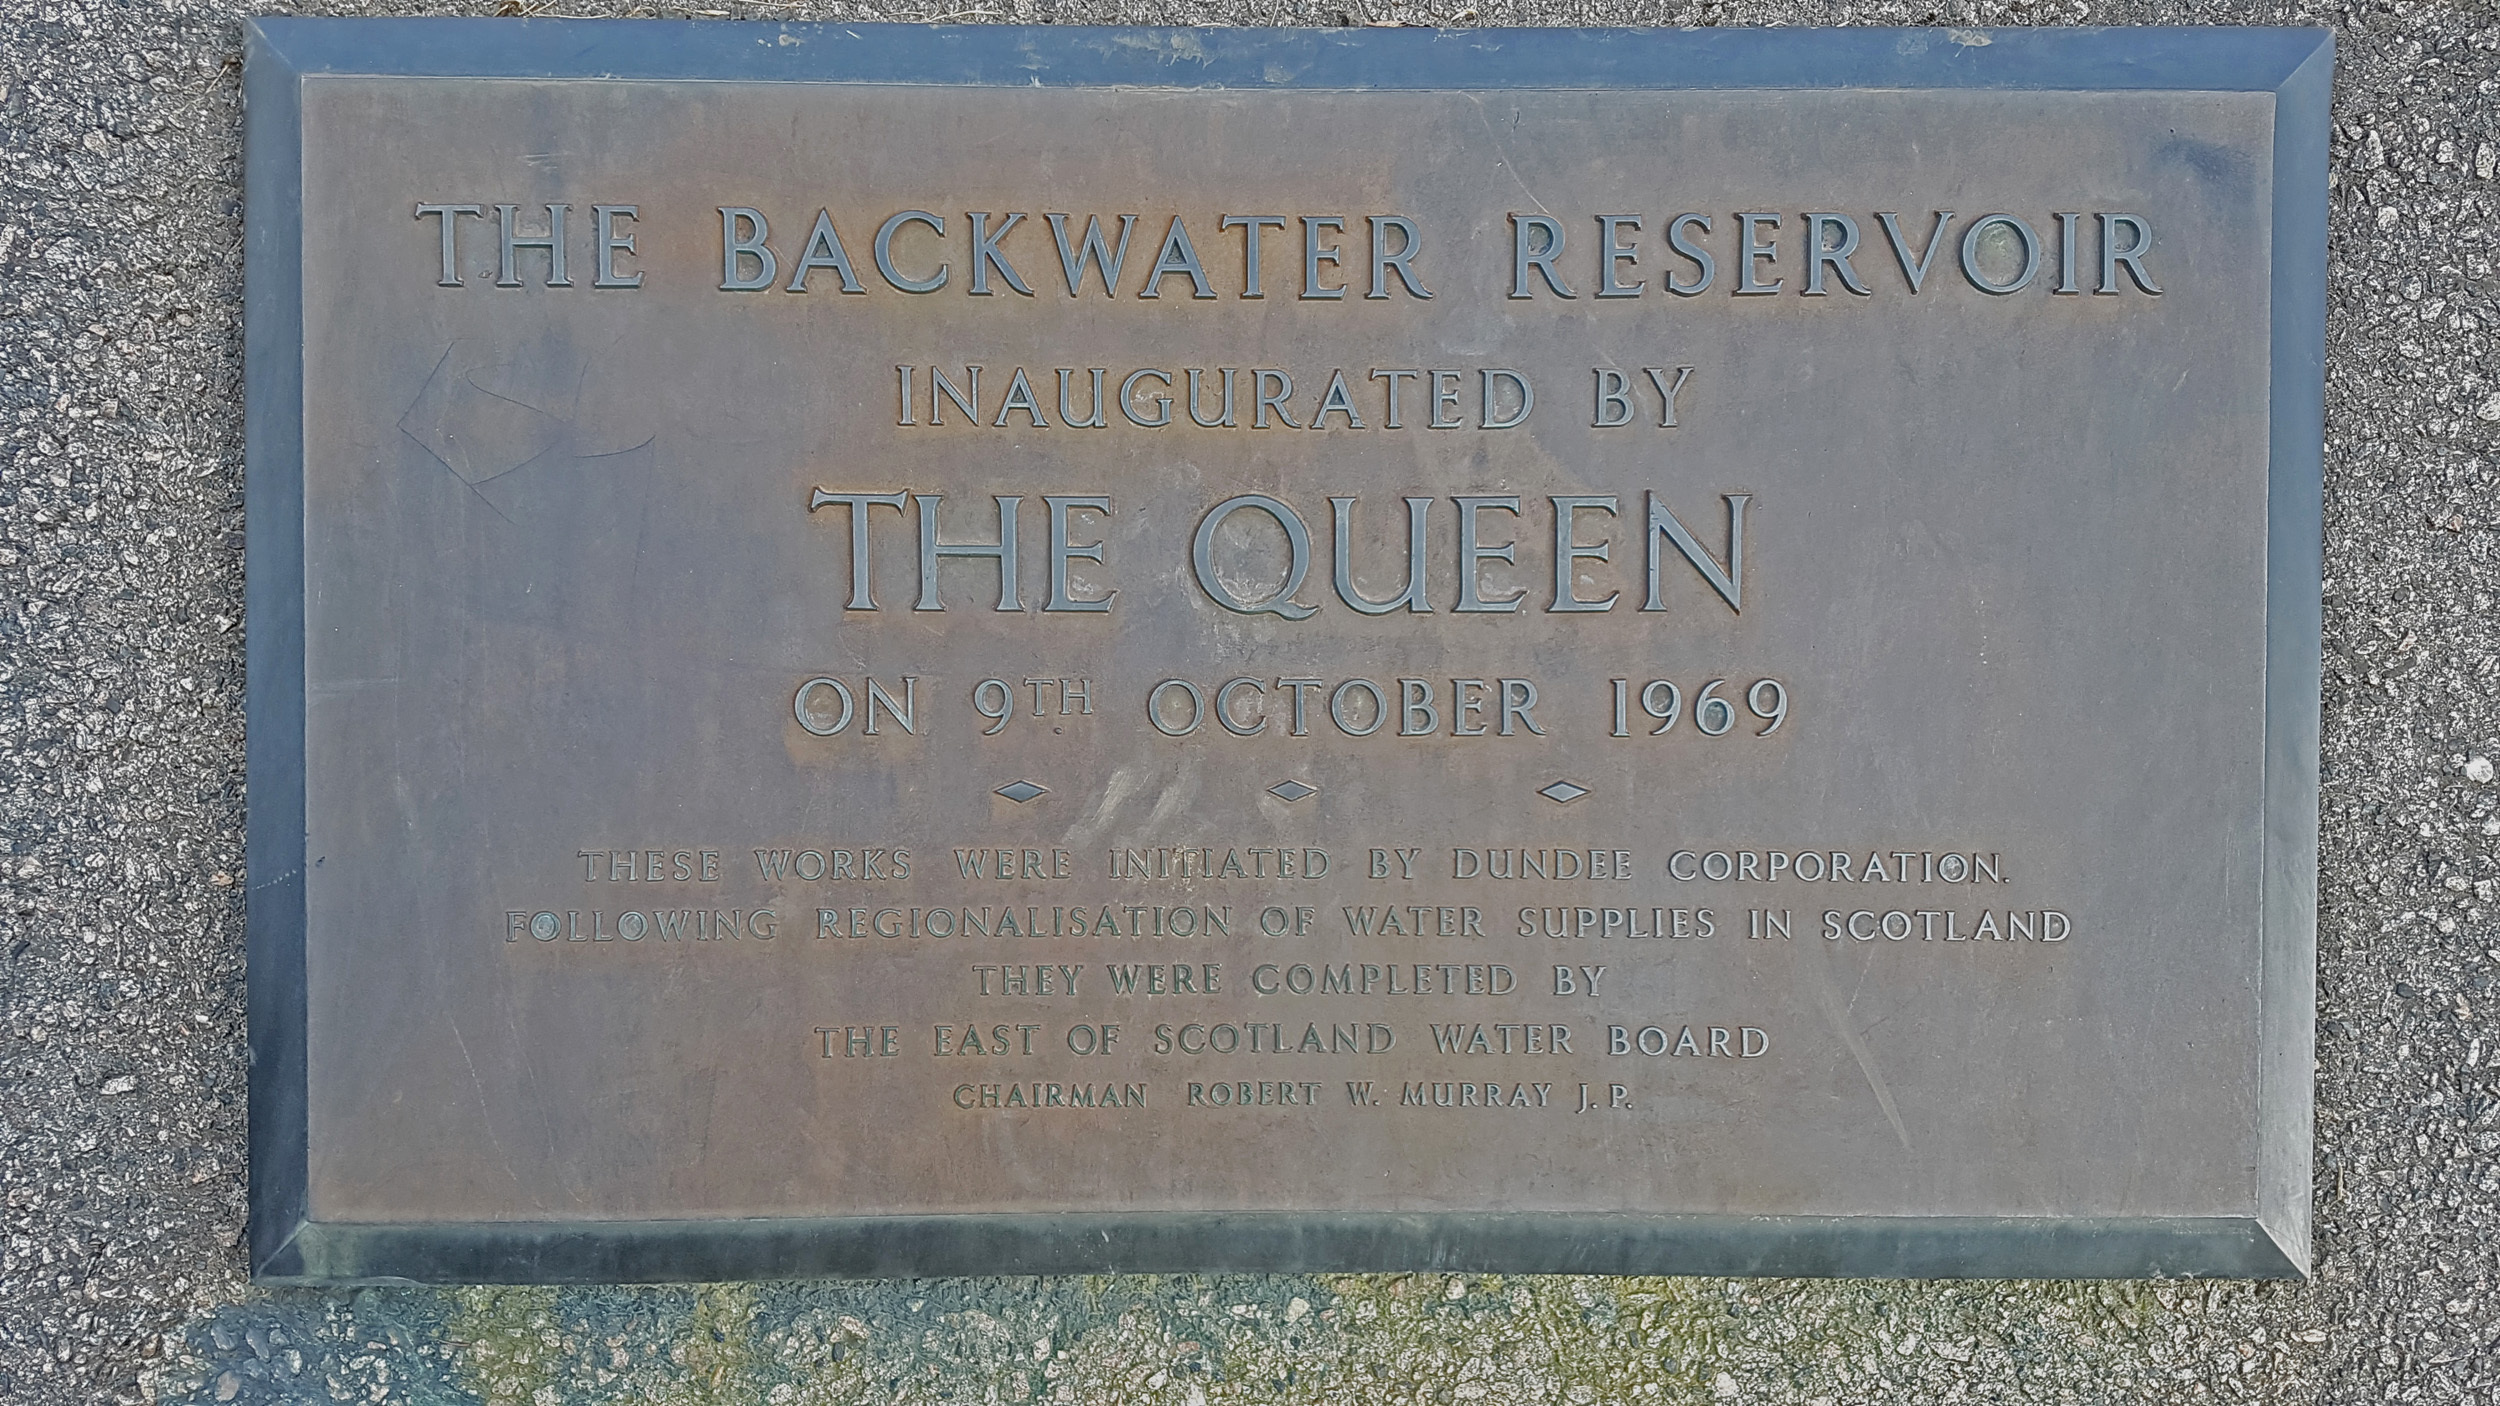 THE BACKWATER RESERVOIR
INAUGURATED BY
THE QUEEN
ON 9TH OCTOBER 1969
THESE WORKS WERE INITIATED BY DUNDEE CORPORATION.
FOLLOWING REGIONALISATION OF WATER SUPPLIES IN SCOTLAND
THEY WERE COMPLETED BY
THE EAST OF SCOTLAND WATER BOARD
CHAIRMAN ROBERT W. MURRAY J.P.